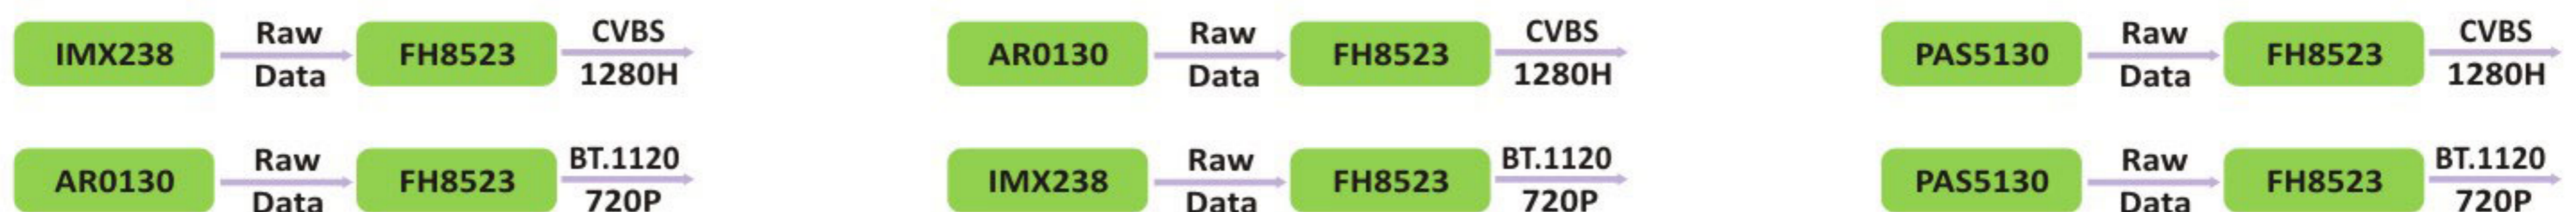 IMX238 Raw Data FH8523 CVBS 1280H
AR0130 Raw Data FH8523 CVBS 1280H
PAS5130 Raw Data FH8523 CVBS 1280H
AR0130 Raw Data FH8523 BT.1120 720P
IMX238 Raw Data FH8523 BT.1120 720P
PAS5130 Raw Data FH8523 BT.1120 720P